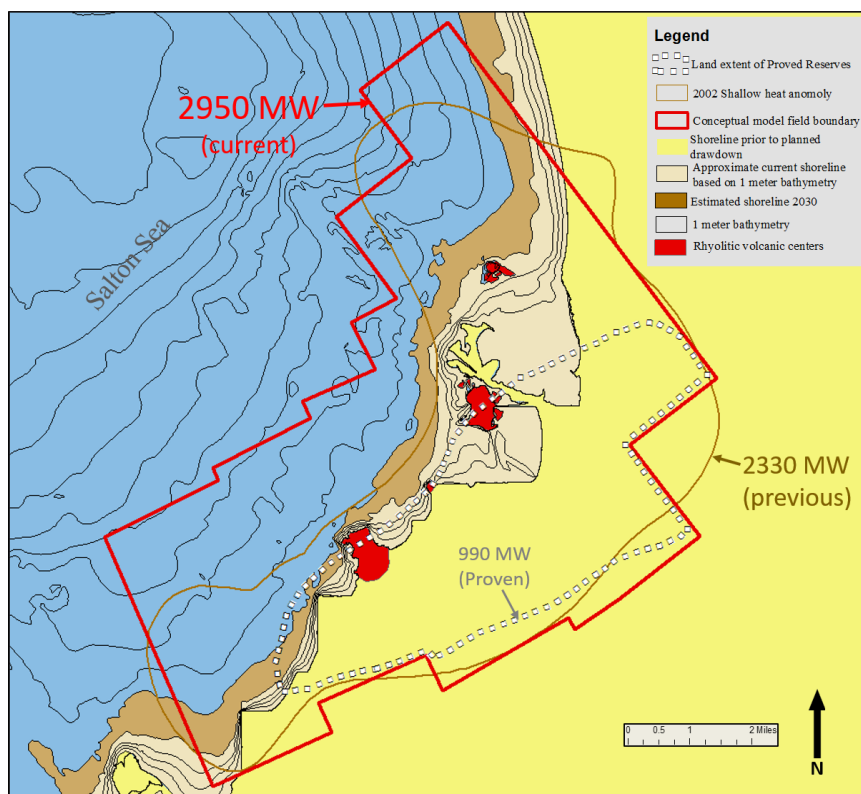 2950 MW
(current)
Salton Sea
Legend
Land extent of Proved Reserves
2002 Shallow heat anomoly
Conceptual model field boundary
Shoreline prior to planned
drawdown
Approximate current shoreline
based on 1 meter bathymetry
Estimated shoreline 2030
1 meter bathymetry
Rhyolitic volcanic centers
2330 MW
(previous)
990 MW
(Proven)
0 0.5 1 2 Miles
N